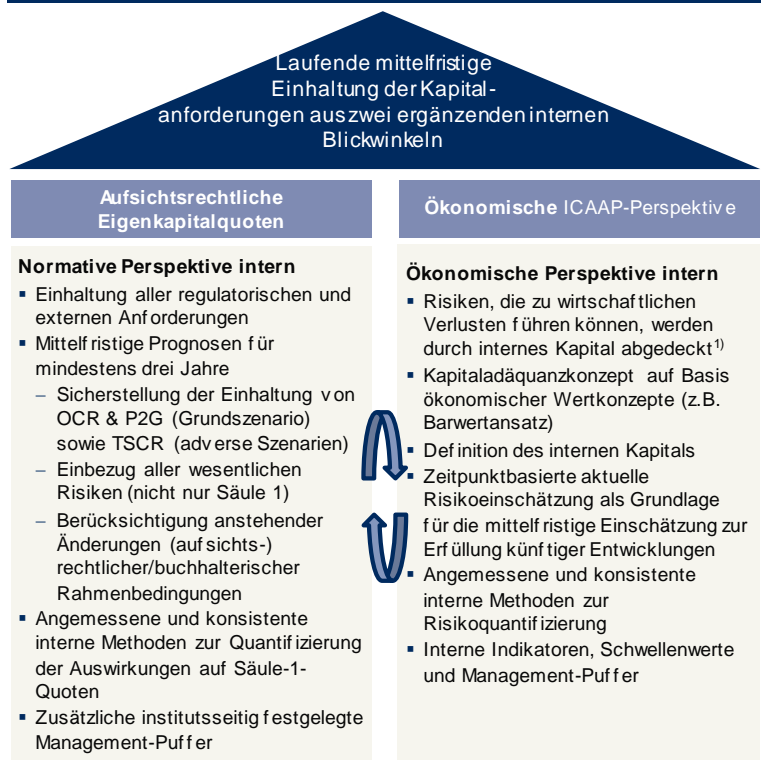 Laufende mittelfristige
Einhaltung der Kapital-
anforderungen aus zwei ergänzenden internen
Blickwinkeln
Aufsichtsrechtliche
Eigenkapitalquoten
Normative Perspektive intern
▪ Einhaltung aller regulatorischen und
externen Anforderungen
▪ Mittelfristige Prognosen für
mindestens drei Jahre
– Sicherstellung der Einhaltung von
OCR & P2G (Grundszenario)
sowie TSCR (adverse Szenarien)
– Einbezug aller wesentlichen
Risiken (nicht nur Säule 1)
– Berücksichtigung anstehender
Änderungen (aufsichts-)
rechtlicher/buchhalterischer
Rahmenbedingungen
▪ Angemessene und konsistente
interne Methoden zur Quantifizierung
der Auswirkungen auf Säule-1-
Quoten
▪ Zusätzliche institutsseitig festgelegte
Management-Puffer
Ökonomische ICAAP-Perspektive
Ökonomische Perspektive intern
▪ Risiken, die zu wirtschaftlichen
Verlusten führen können, werden
durch internes Kapital abgedeckt1)
▪ Kapitaladäquanzkonzept auf Basis
ökonomischer Wertkonzepte (z.B.
Barwertansatz)
▪ Definition des internen Kapitals
▪ Zeitpunktbasierte aktuelle
Risikoeinschätzung als Grundlage
für die mittelfristige Einschätzung zur
Erfüllung künftiger Entwicklungen
▪ Angemessene und konsistente
interne Methoden zur
Risikoquantifizierung
▪ Interne Indikatoren, Schwellenwerte
und Management-Puffer